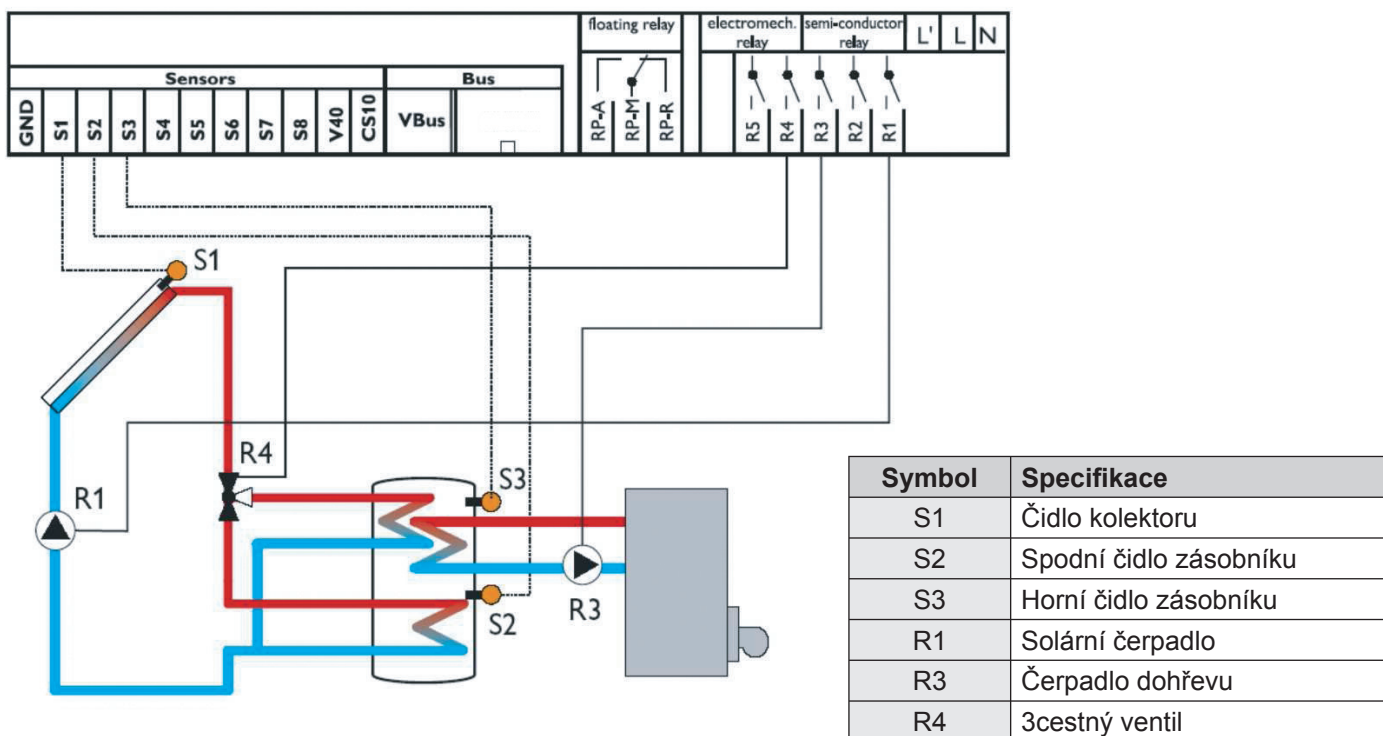 floating relay
electromech. relay
semi-conductor relay
L' L N
Sensors
Bus
GND S1 S2 S3 S4 S5 S6 S7 S8 V40 CS10
VBus
RP-A RP-M RP-R
R5 R4 R3 R2 R1
S1
R4
R1
S3
S2
R3
Symbol Specifikace
S1 Čidlo kolektoru
S2 Spodní čidlo zásobníku
S3 Horní čidlo zásobníku
R1 Solární čerpadlo
R3 Čerpadlo dohřevu
R4 3cestný ventil